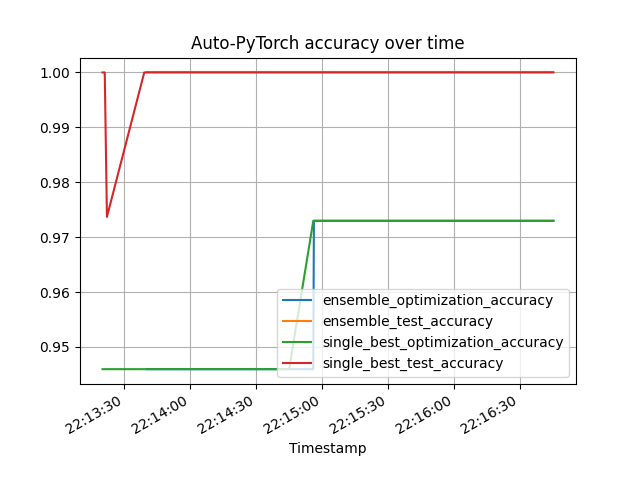 Auto-PyTorch accuracy over time
1.00
0.99
0.98
0.97
0.96
0.95
ensemble_optimization_accuracy
ensemble_test_accuracy
single_best_optimization_accuracy
single_best_test_accuracy
22:13:30
22:14:00
22:14:30
22:15:00
22:15:30
22:16:00
22:16:30
Timestamp